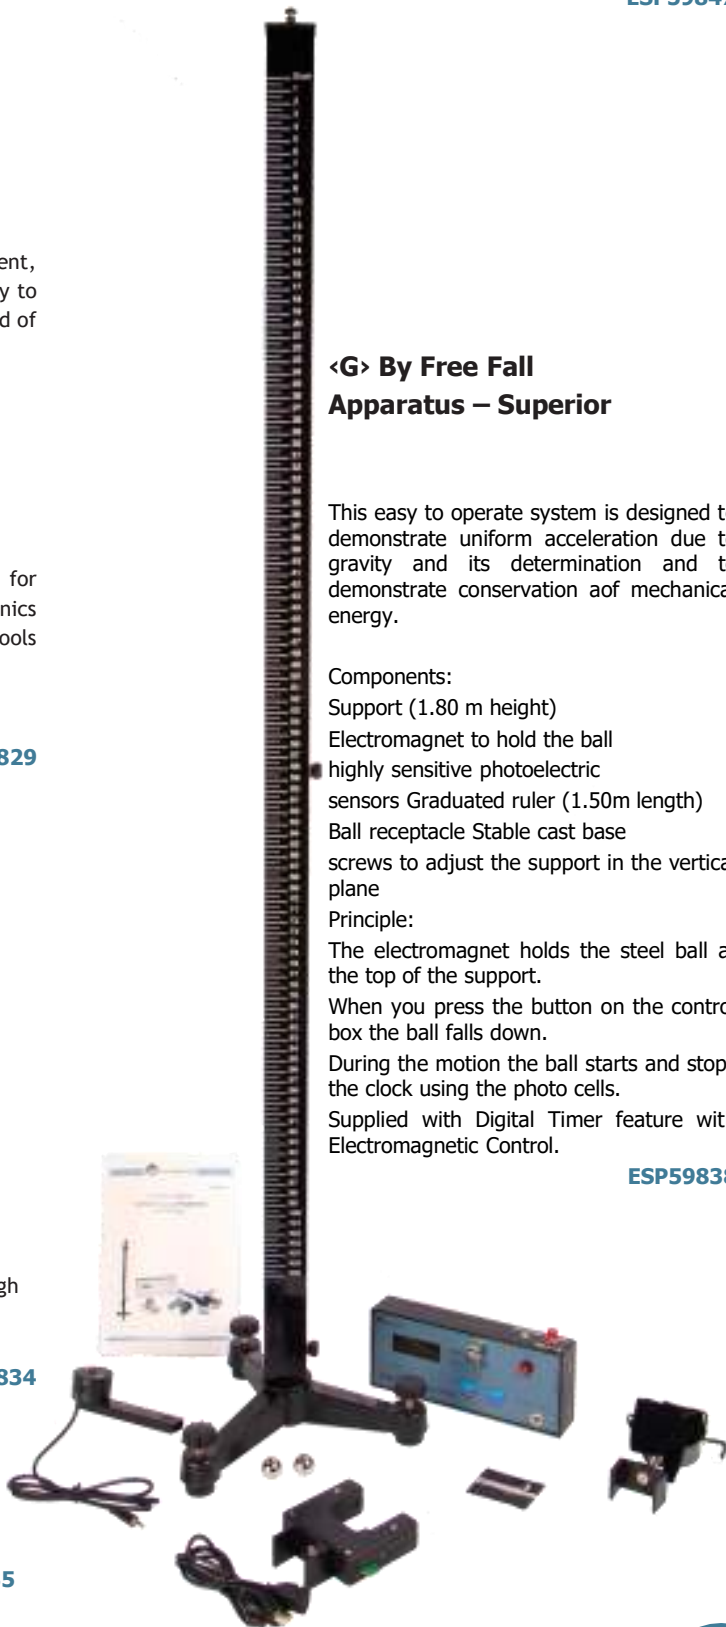 ent,
y to
d of
‹G› By Free Fall
Apparatus – Superior
This easy to operate system is designed t
demonstrate uniform acceleration due t
gravity and its determination and t
demonstrate conservation aof mechanica
energy.
for
nics
ools
829
Components:
Support (1.80 m height)
Electromagnet to hold the ball
highly sensitive photoelectric
sensors Graduated ruler (1.50m length)
Ball receptacle Stable cast base
screws to adjust the support in the vertica
plane
Principle:
The electromagnet holds the steel ball a
the top of the support.
When you press the button on the contro
box the ball falls down.
During the motion the ball starts and stop
the clock using the photo cells.
Supplied with Digital Timer feature wit
Electromagnetic Control.
ESP59838
gh
834
5